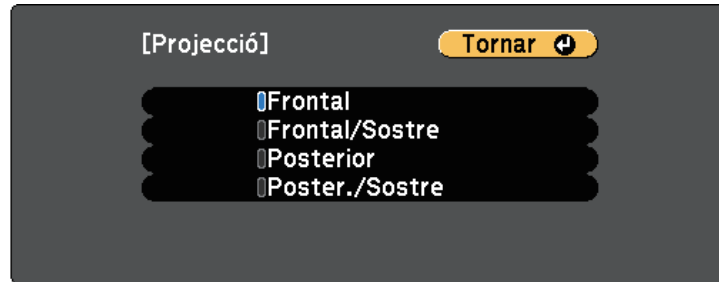 [Projecció] Tornar
Frontal
Frontal/Sostre
Posterior
Poster./Sostre